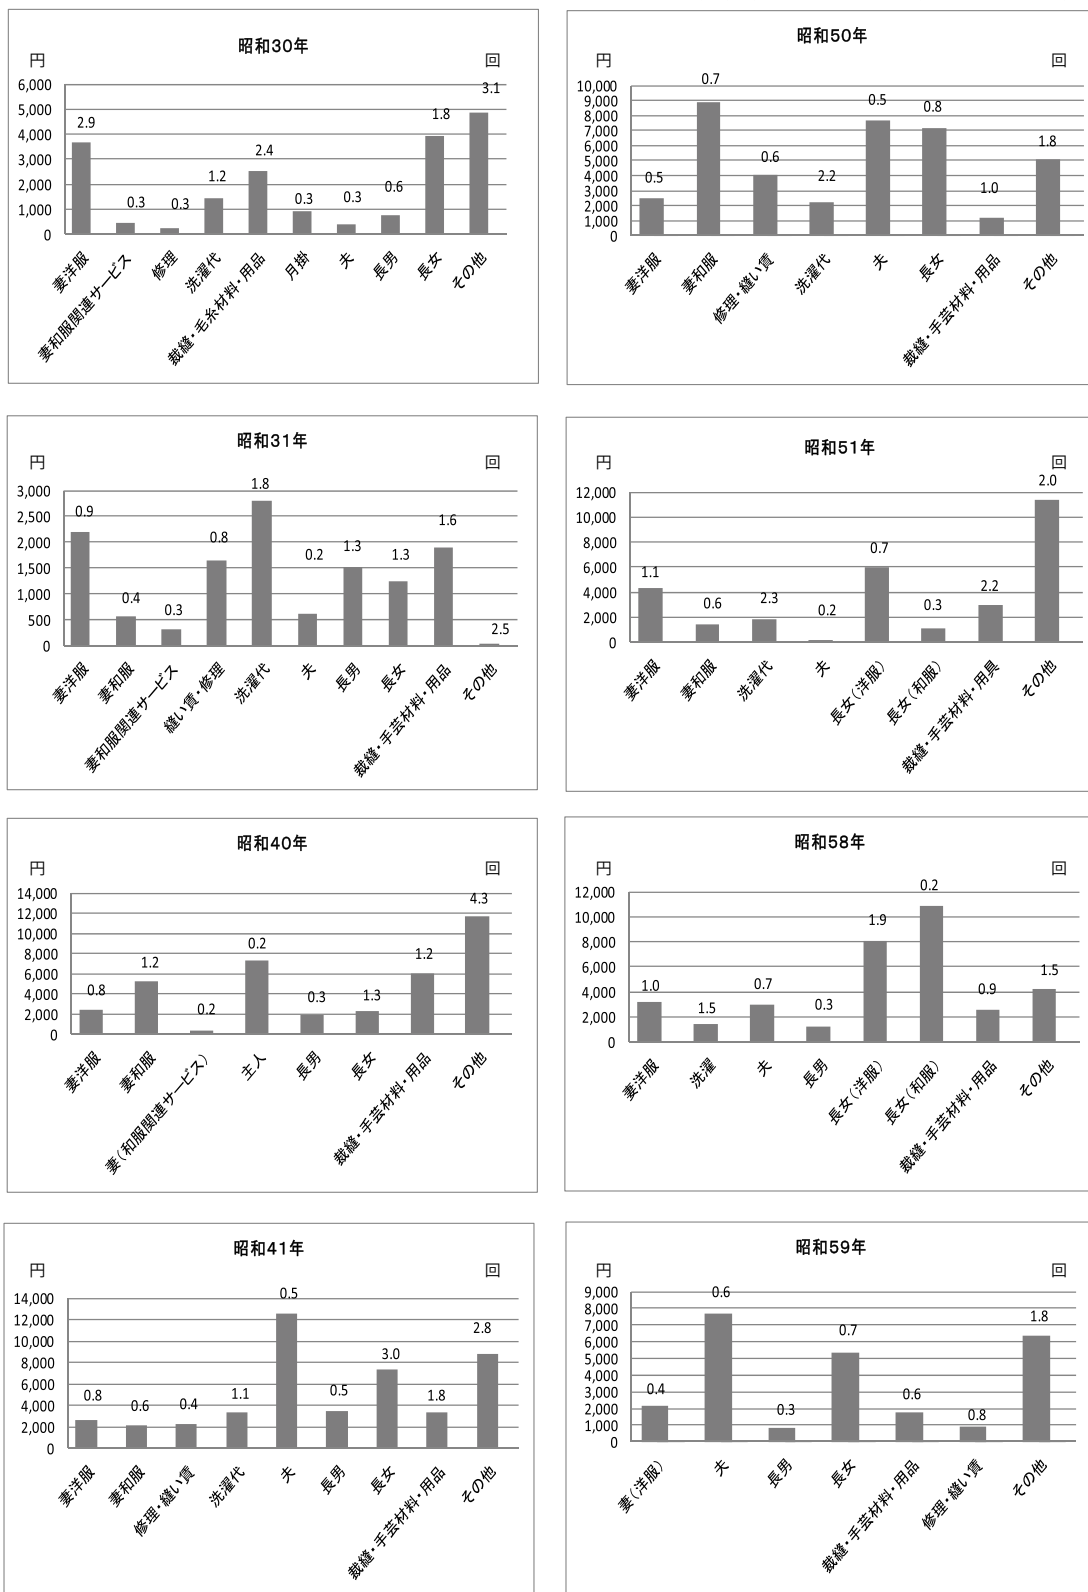 昭和30年
円
回
6,000
5,000
4,000
3,000
2,000
1,000
0
2.9
0.3
0.3
1.2
2.4
0.3
0.3
0.6
1.8
3.1
妻洋服
妻和服関連サービス
修理
洗濯代
裁縫・毛糸材料・用品
月掛
夫
長男
長女
その他
昭和50年
円
回
10,000
9,000
8,000
7,000
6,000
5,000
4,000
3,000
2,000
1,000
0
0.5
0.7
0.6
2.2
0.5
0.8
1.0
1.8
妻洋服
妻和服
修理・縫い賃
洗濯代
夫
長女
裁縫・手芸材料・用品
その他
昭和31年
円
回
3,000
2,500
2,000
1,500
1,000
500
0
0.9
0.4
0.3
0.8
1.8
0.2
1.3
1.3
1.6
2.5
妻洋服
妻和服
妻和服関連サービス
縫い賃・修理
洗濯代
夫
長男
長女
裁縫・手芸材料・用品
その他
昭和51年
円
回
12,000
10,000
8,000
6,000
4,000
2,000
0
1.1
0.6
2.3
0.2
0.7
0.3
2.2
2.0
妻洋服
妻和服
洗濯代
夫
長女（洋服）
長女（和服）
裁縫・手芸材料・用具
その他
昭和40年
円
回
14,000
12,000
10,000
8,000
6,000
4,000
2,000
0
0.8
1.2
0.2
0.2
0.3
1.3
1.2
4.3
妻洋服
妻和服
妻（和服関連サービス）
主人
長男
長女
裁縫・手芸材料・用品
その他
昭和58年
円
回
12,000
10,000
8,000
6,000
4,000
2,000
0
1.0
1.5
0.7
0.3
1.9
0.2
0.9
1.5
妻洋服
洗濯
夫
長男
長女（洋服）
長女（和服）
裁縫・手芸材料・用品
その他
昭和41年
円
回
14,000
12,000
10,000
8,000
6,000
4,000
2,000
0
0.8
0.6
0.4
1.1
0.5
0.5
3.0
1.8
2.8
妻洋服
妻和服
修理・縫い賃
洗濯代
夫
長男
長女
裁縫・手芸材料・用品
その他
昭和59年
円
回
9,000
8,000
7,000
6,000
5,000
4,000
3,000
2,000
1,000
0
0.4
0.6
0.3
0.7
0.6
0.8
1.8
妻（洋服）
夫
長男
長女
裁縫・手芸材料・用品
修理・縫い賃
その他